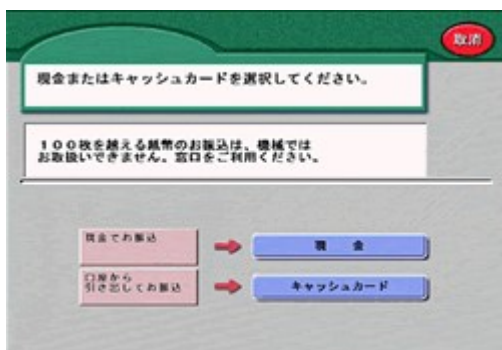 取消
現金またはキャッシュカードを選択してください。
100枚を越える紙幣のお振込は、機械では
お取扱いできません。窓口をご利用ください。
現金でお振込
現　金
口座から
引き出してお振込
キャッシュカード